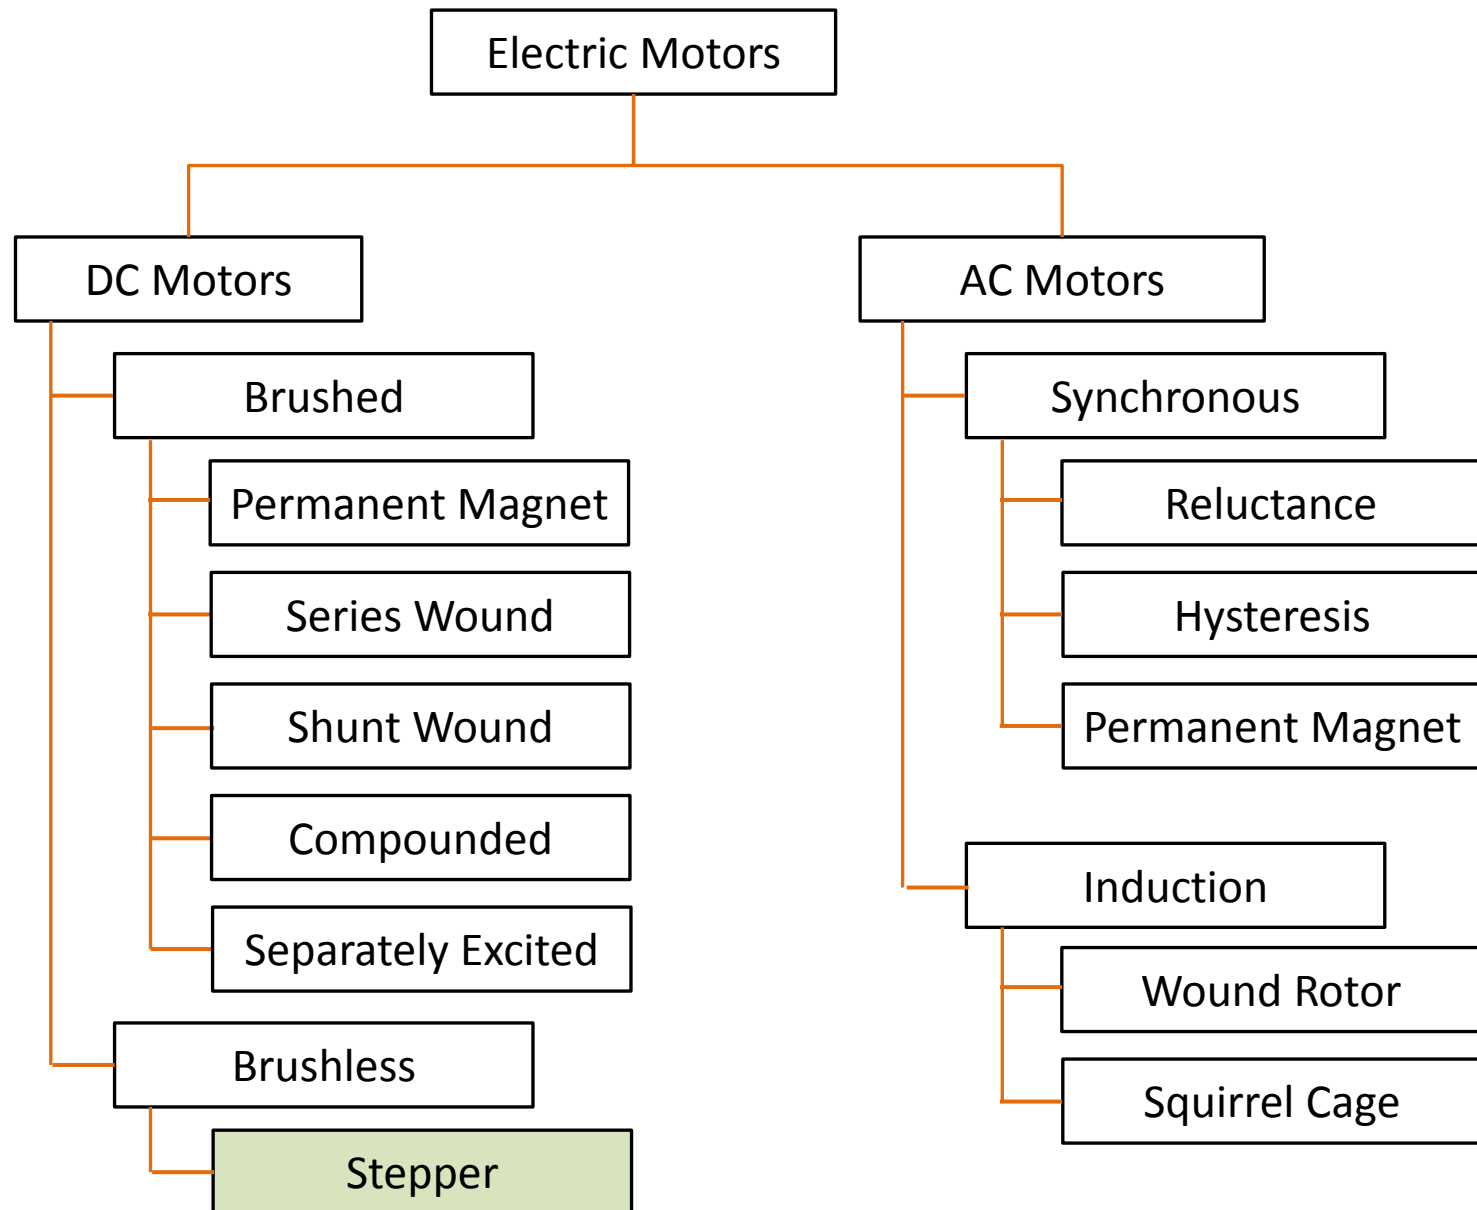 Electric Motors
DC Motors
Brushed
Permanent Magnet
Series Wound
Shunt Wound
Compounded
Separately Excited
Brushless
Stepper
AC Motors
Synchronous
Reluctance
Hysteresis
Permanent Magnet
Induction
Wound Rotor
Squirrel Cage